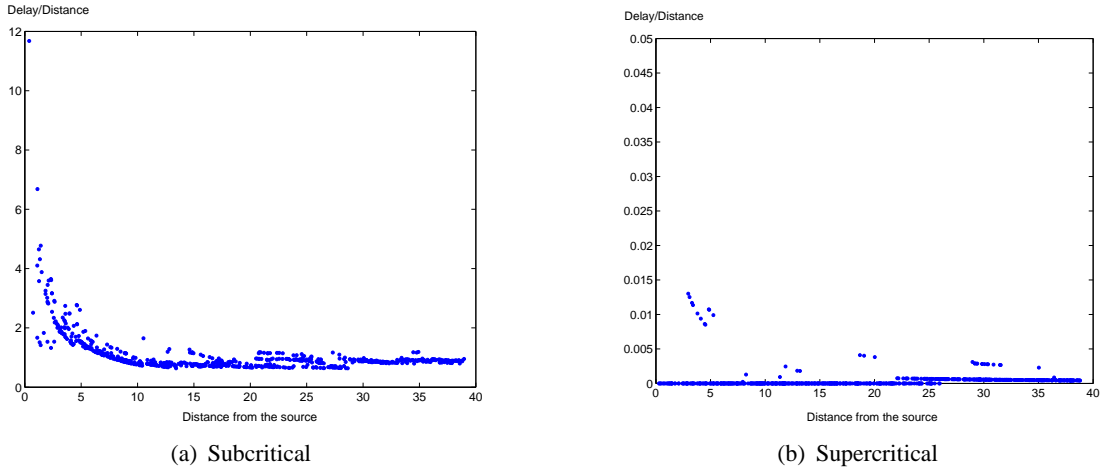 Delay/Distance
12
10
8
6
4
2
0
0 5 10 15 20 25 30 35 40
Distance from the source
(a) Subcritical
Delay/Distance
0.05
0.045
0.04
0.035
0.03
0.025
0.02
0.015
0.01
0.005
0
0 5 10 15 20 25 30 35 40
Distance from the source
(b) Supercritical